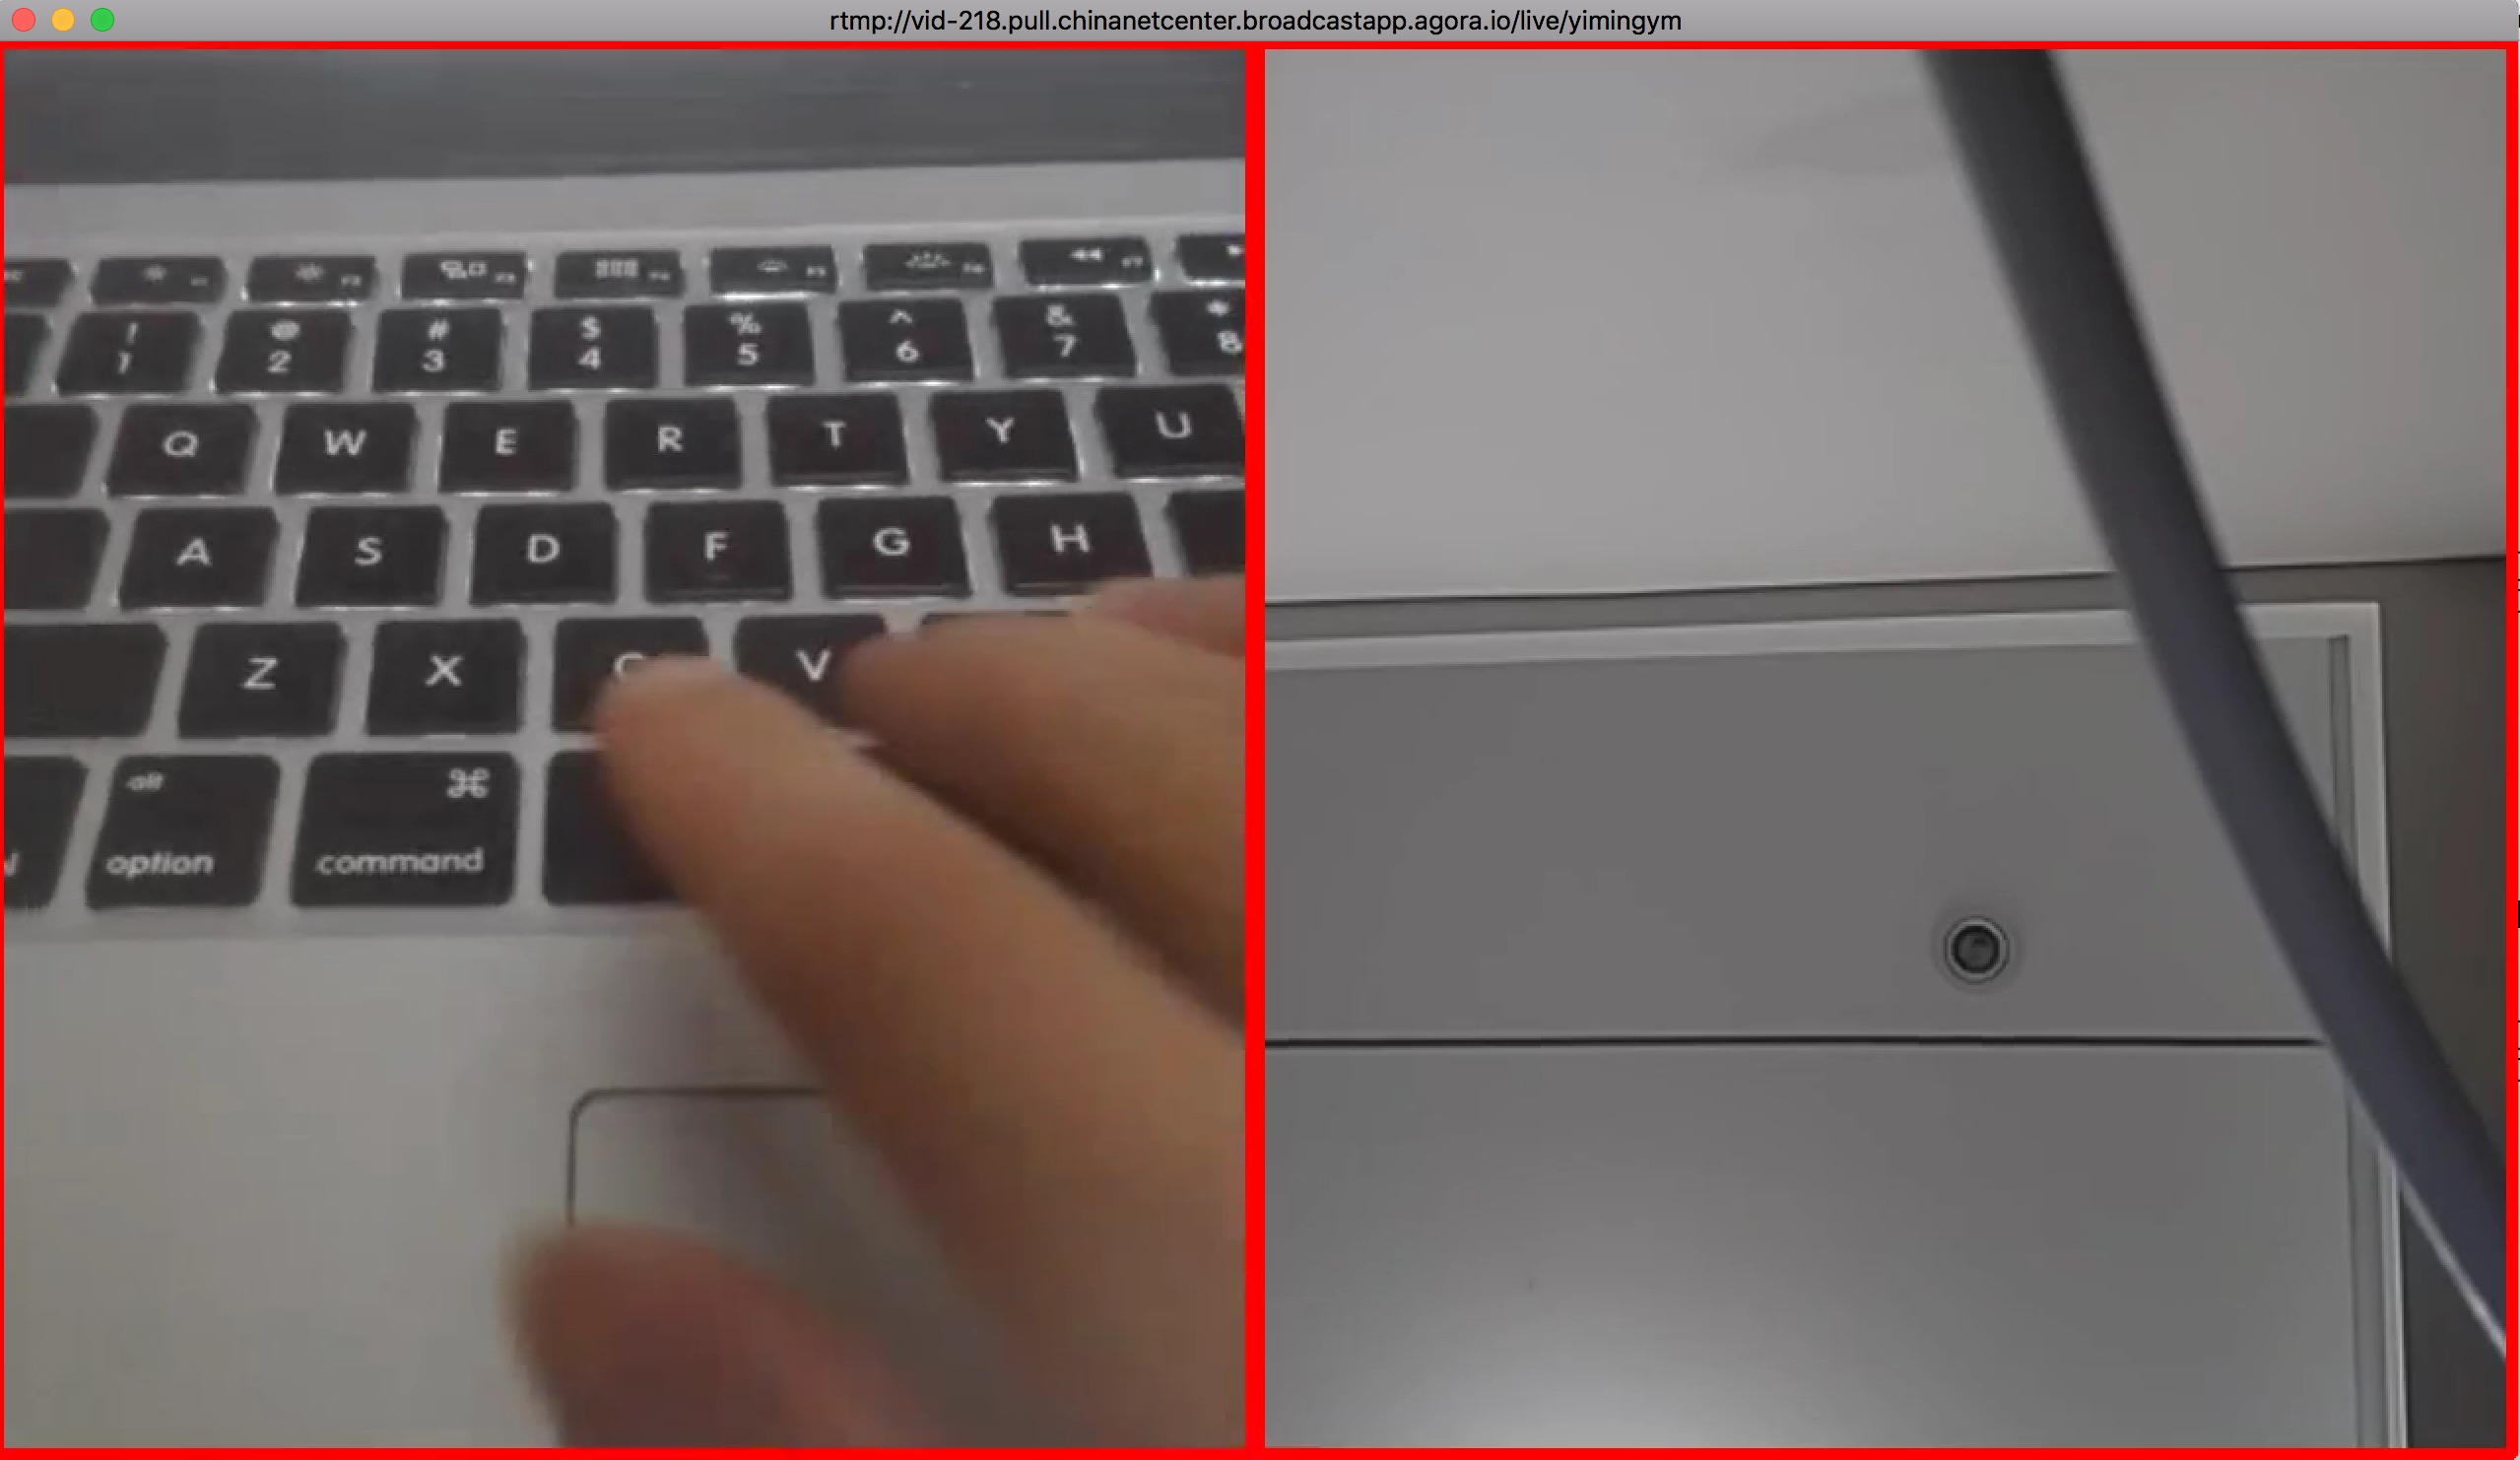 rtmp://vid-218.pull.chinanetcenter.broadcastapp.agora.io/live/yimingym
! @ # $ % ^ & *
1 2 3 4 5 6 7 8
Q W E R T Y U
A S D F G H
Z X C V
alt ⌘
option command